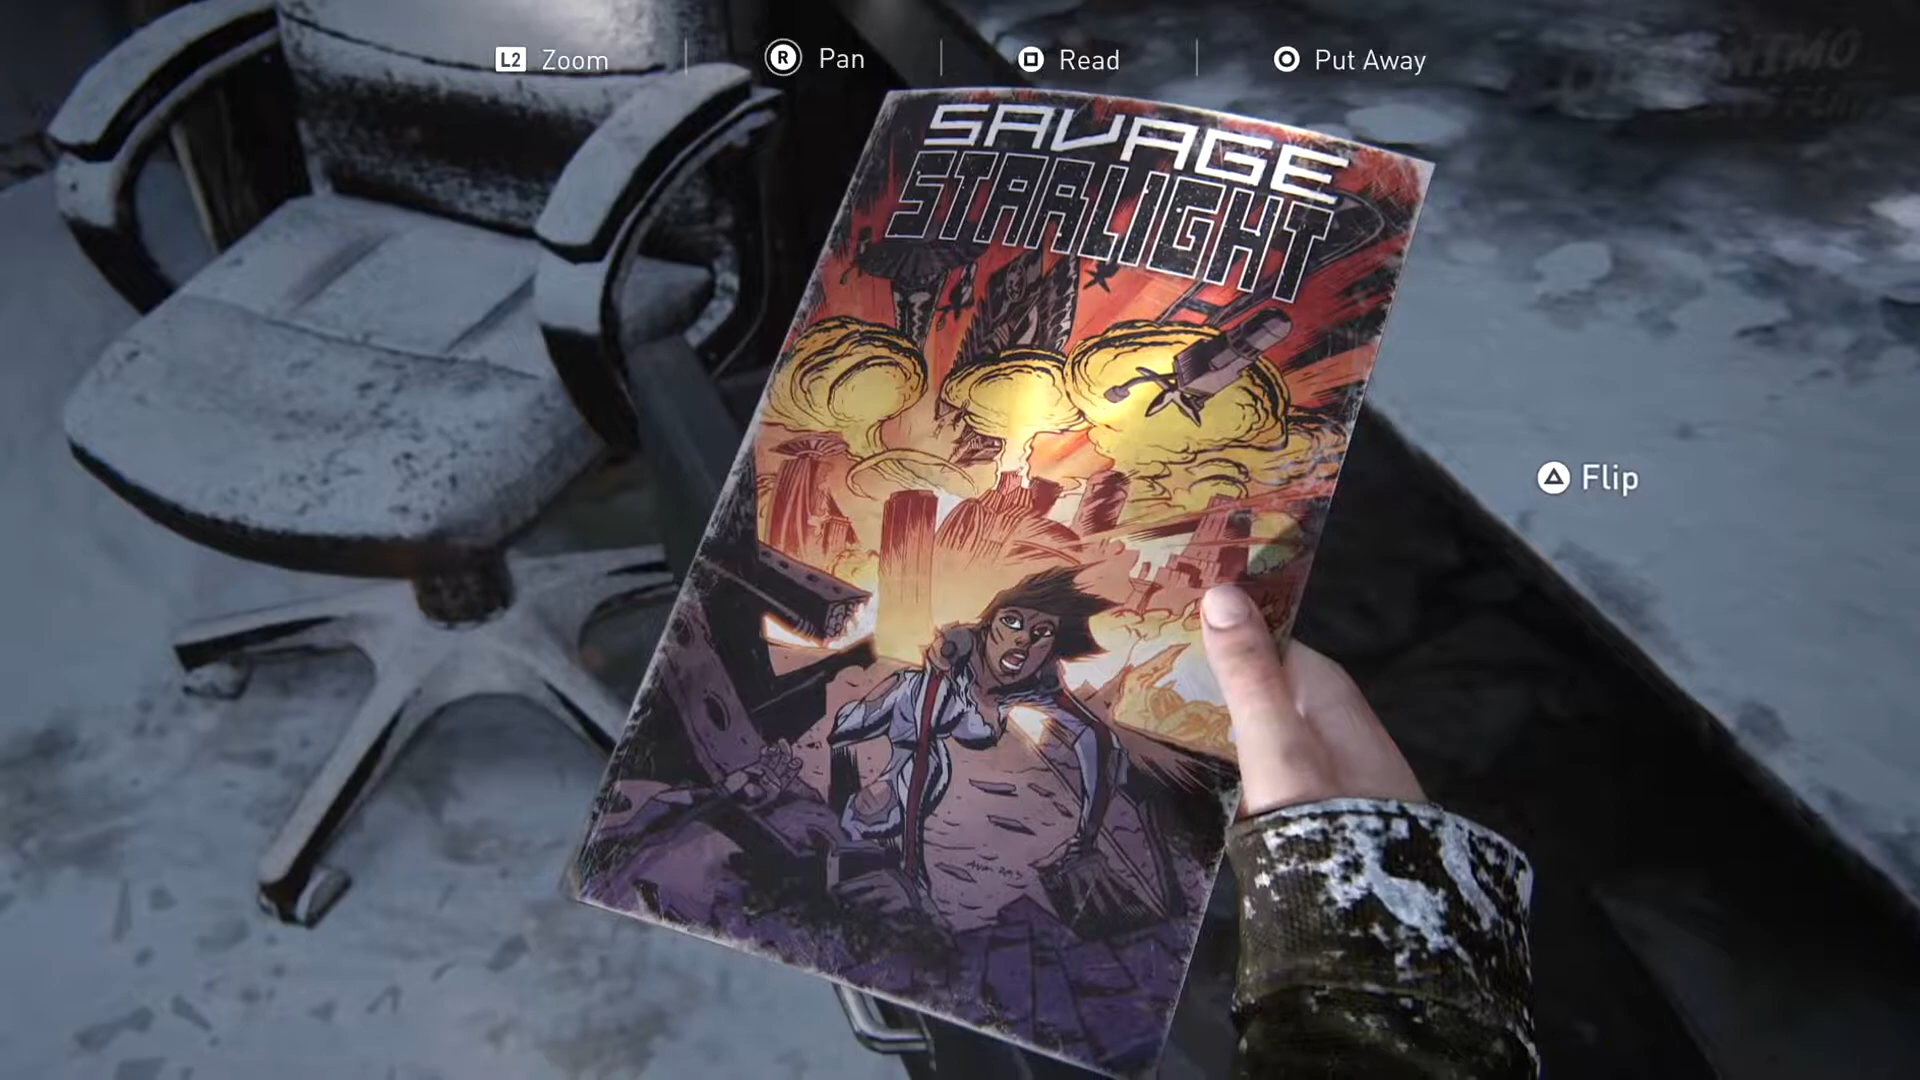 L2 Zoom
R Pan
Read
Put Away
SAVAGE
STARLIGHT
Flip